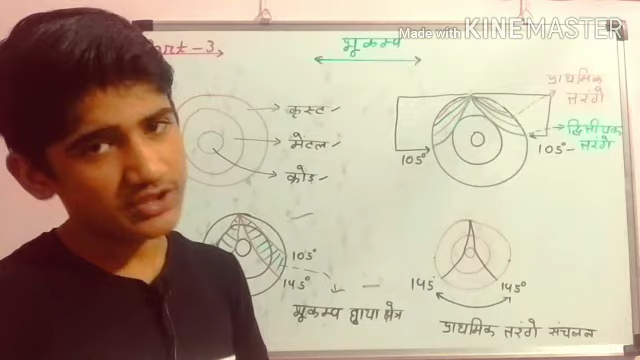 Part-3
भूकम्प
Made with KINEMASTER
प्राथमिक
तरंगे
क्रस्ट
मेंटल
कोर
द्वितीयक
तरंगे
105°
105°
105°
145°
145
145°
भूकम्प छाया क्षेत्र
प्राथमिक तरंगे संचलन